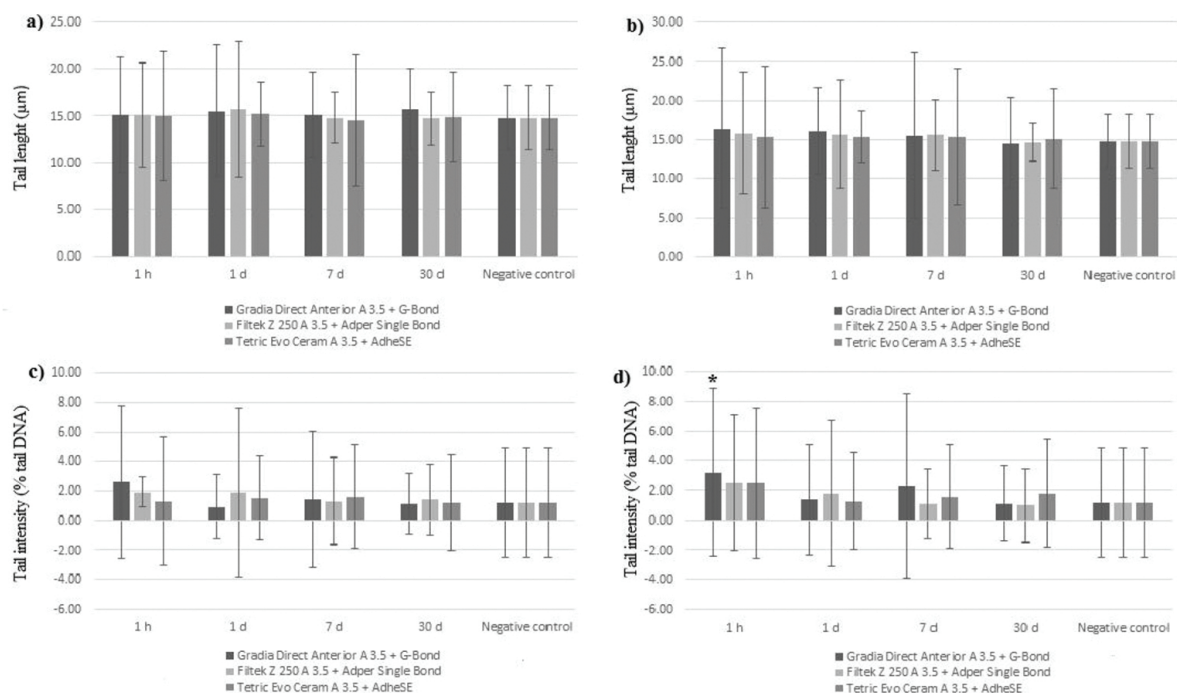 a)
25.00
20.00
15.00
10.00
5.00
0.00
Tail lenght (µm)
1 h 1 d 7 d 30 d Negative control
Gradia Direct Anterior A 3.5 + G-Bond
Filtek Z 250 A 3.5 + Adper Single Bond
Tetric Evo Ceram A 3.5 + AdheSE
b)
30.00
25.00
20.00
15.00
10.00
5.00
0.00
Tail lenght (µm)
1 h 1 d 7 d 30 d Negative control
Gradia Direct Anterior A 3.5 + G-Bond
Filtek Z 250 A 3.5 + Adper Single Bond
Tetric Evo Ceram A 3.5 + AdheSE
c)
10.00
8.00
6.00
4.00
2.00
0.00
-2.00
-4.00
-6.00
Tail intensity (% tail DNA)
1 h 1 d 7 d 30 d Negative control
Gradia Direct Anterior A 3.5 + G-Bond
Filtek Z 250 A 3.5 + Adper Single Bond
Tetric Evo Ceram A 3.5 + AdheSE
d)
10.00
8.00
6.00
4.00
2.00
0.00
-2.00
-4.00
-6.00
Tail intensity (% tail DNA)
*
1 h 1 d 7 d 30 d Negative control
Gradia Direct Anterior A 3.5 + G-Bond
Filtek Z 250 A 3.5 + Adper Single Bond
Tetric Evo Ceram A 3.5 + AdheSE